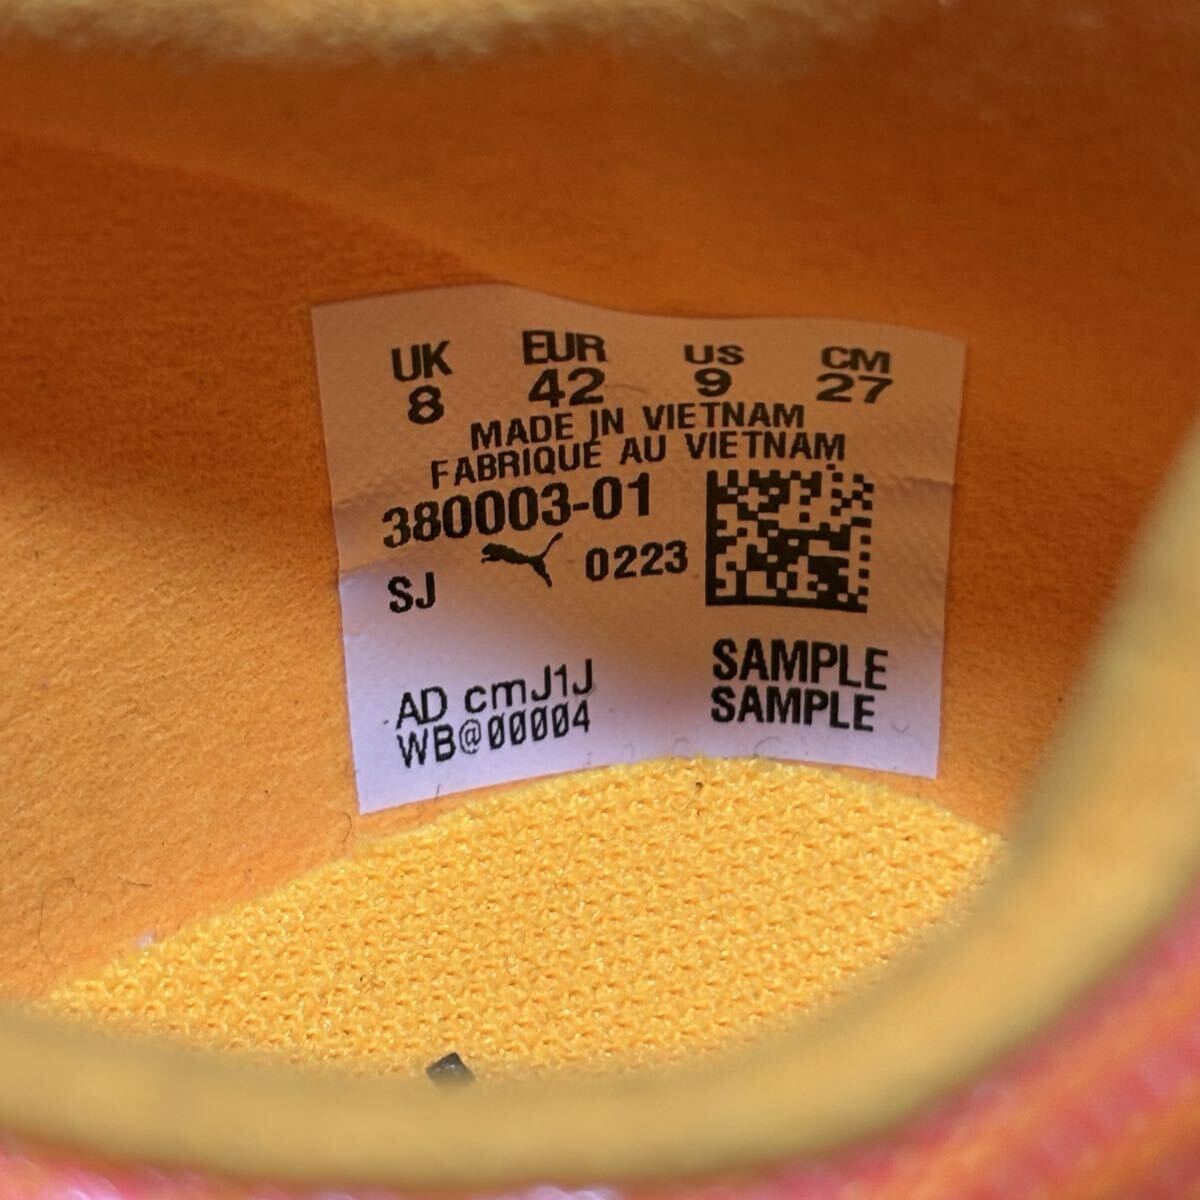 UK EUR US CM
8 42 9 27
MADE IN VIETNAM
FABRIQUÉ AU VIETNAM
380003-01
SJ 0223
SAMPLE
SAMPLE
AD cmJ1J
WB@00004